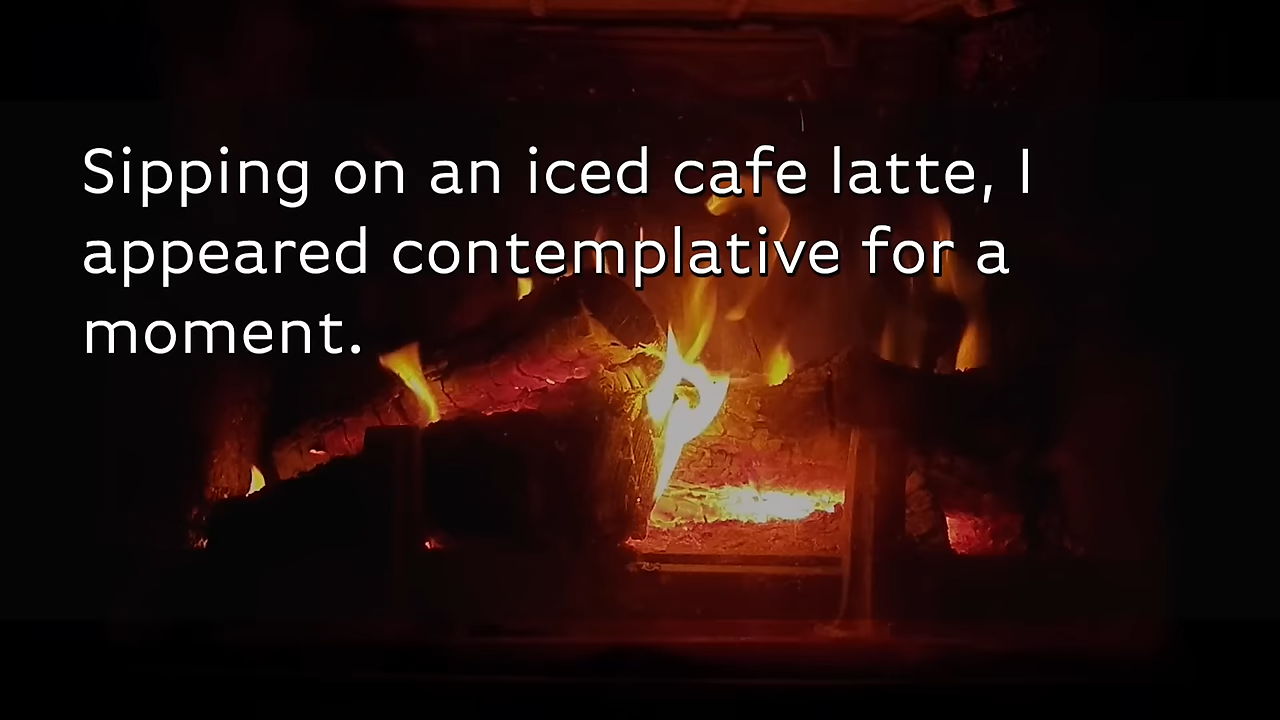 Sipping on an iced cafe latte, I
appeared contemplative for a
moment.